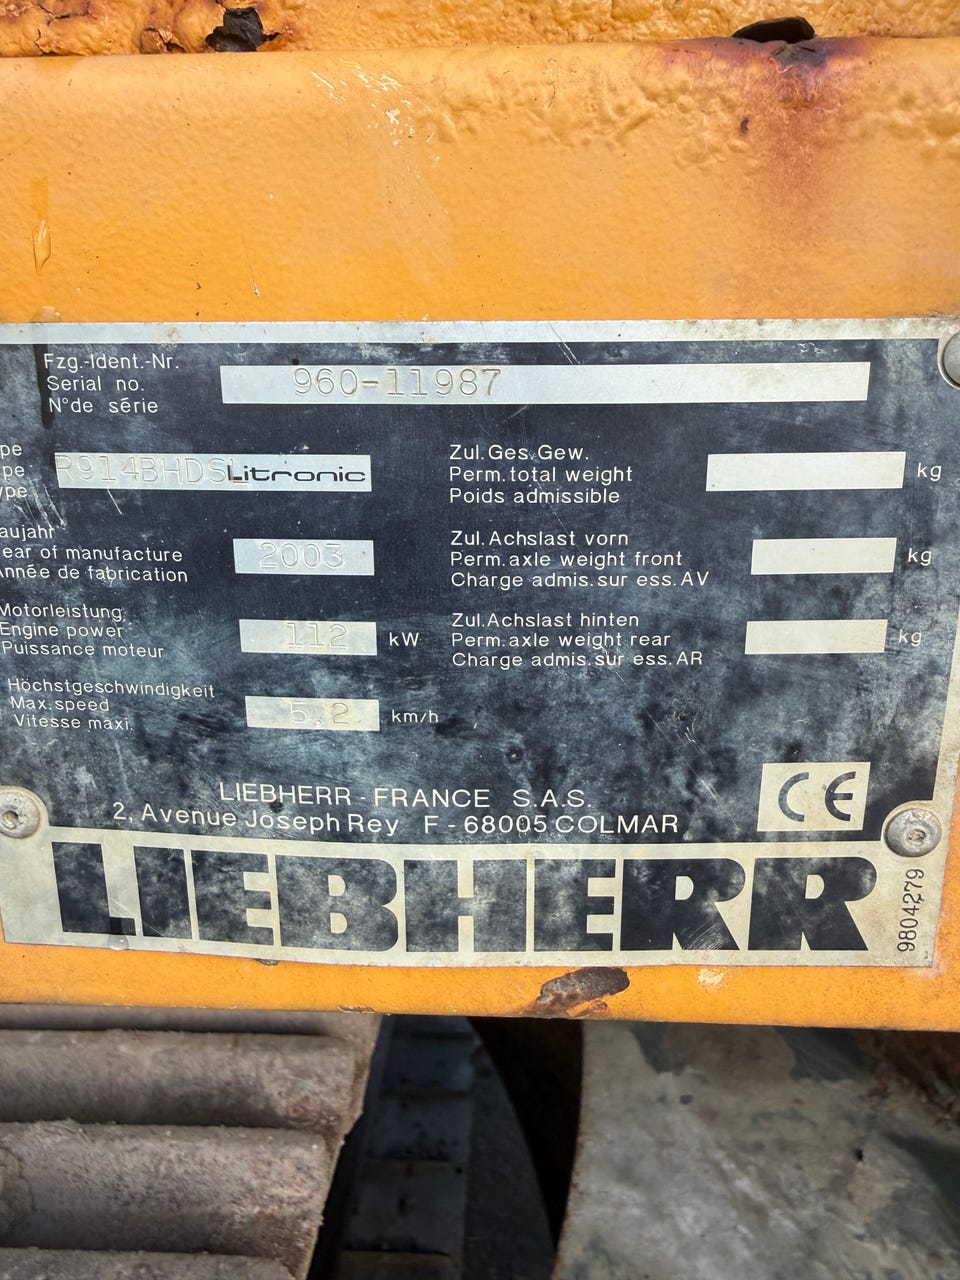 Fzg.-Ident.-Nr.
Serial no. 960-11987
N°de série
pe
pe R914BHDSL Litronic
ype
aujahr
ear of manufacture 2003
Année de fabrication
Motorleistung
Engine power 112 kW
Puissance moteur
Höchstgeschwindigkeit
Max.speed 5,2 km/h
Vitesse maxi.
Zul.Ges.Gew.
Perm.total weight kg
Poids admissible
Zul.Achslast vorn
Perm.axle weight front kg
Charge admis.sur ess.AV
Zul.Achslast hinten
Perm.axle weight rear kg
Charge admis.sur ess.AR
LIEBHERR-FRANCE S.A.S.
2, Avenue Joseph Rey F-68005 COLMAR
CE
LIEBHERR
9804279